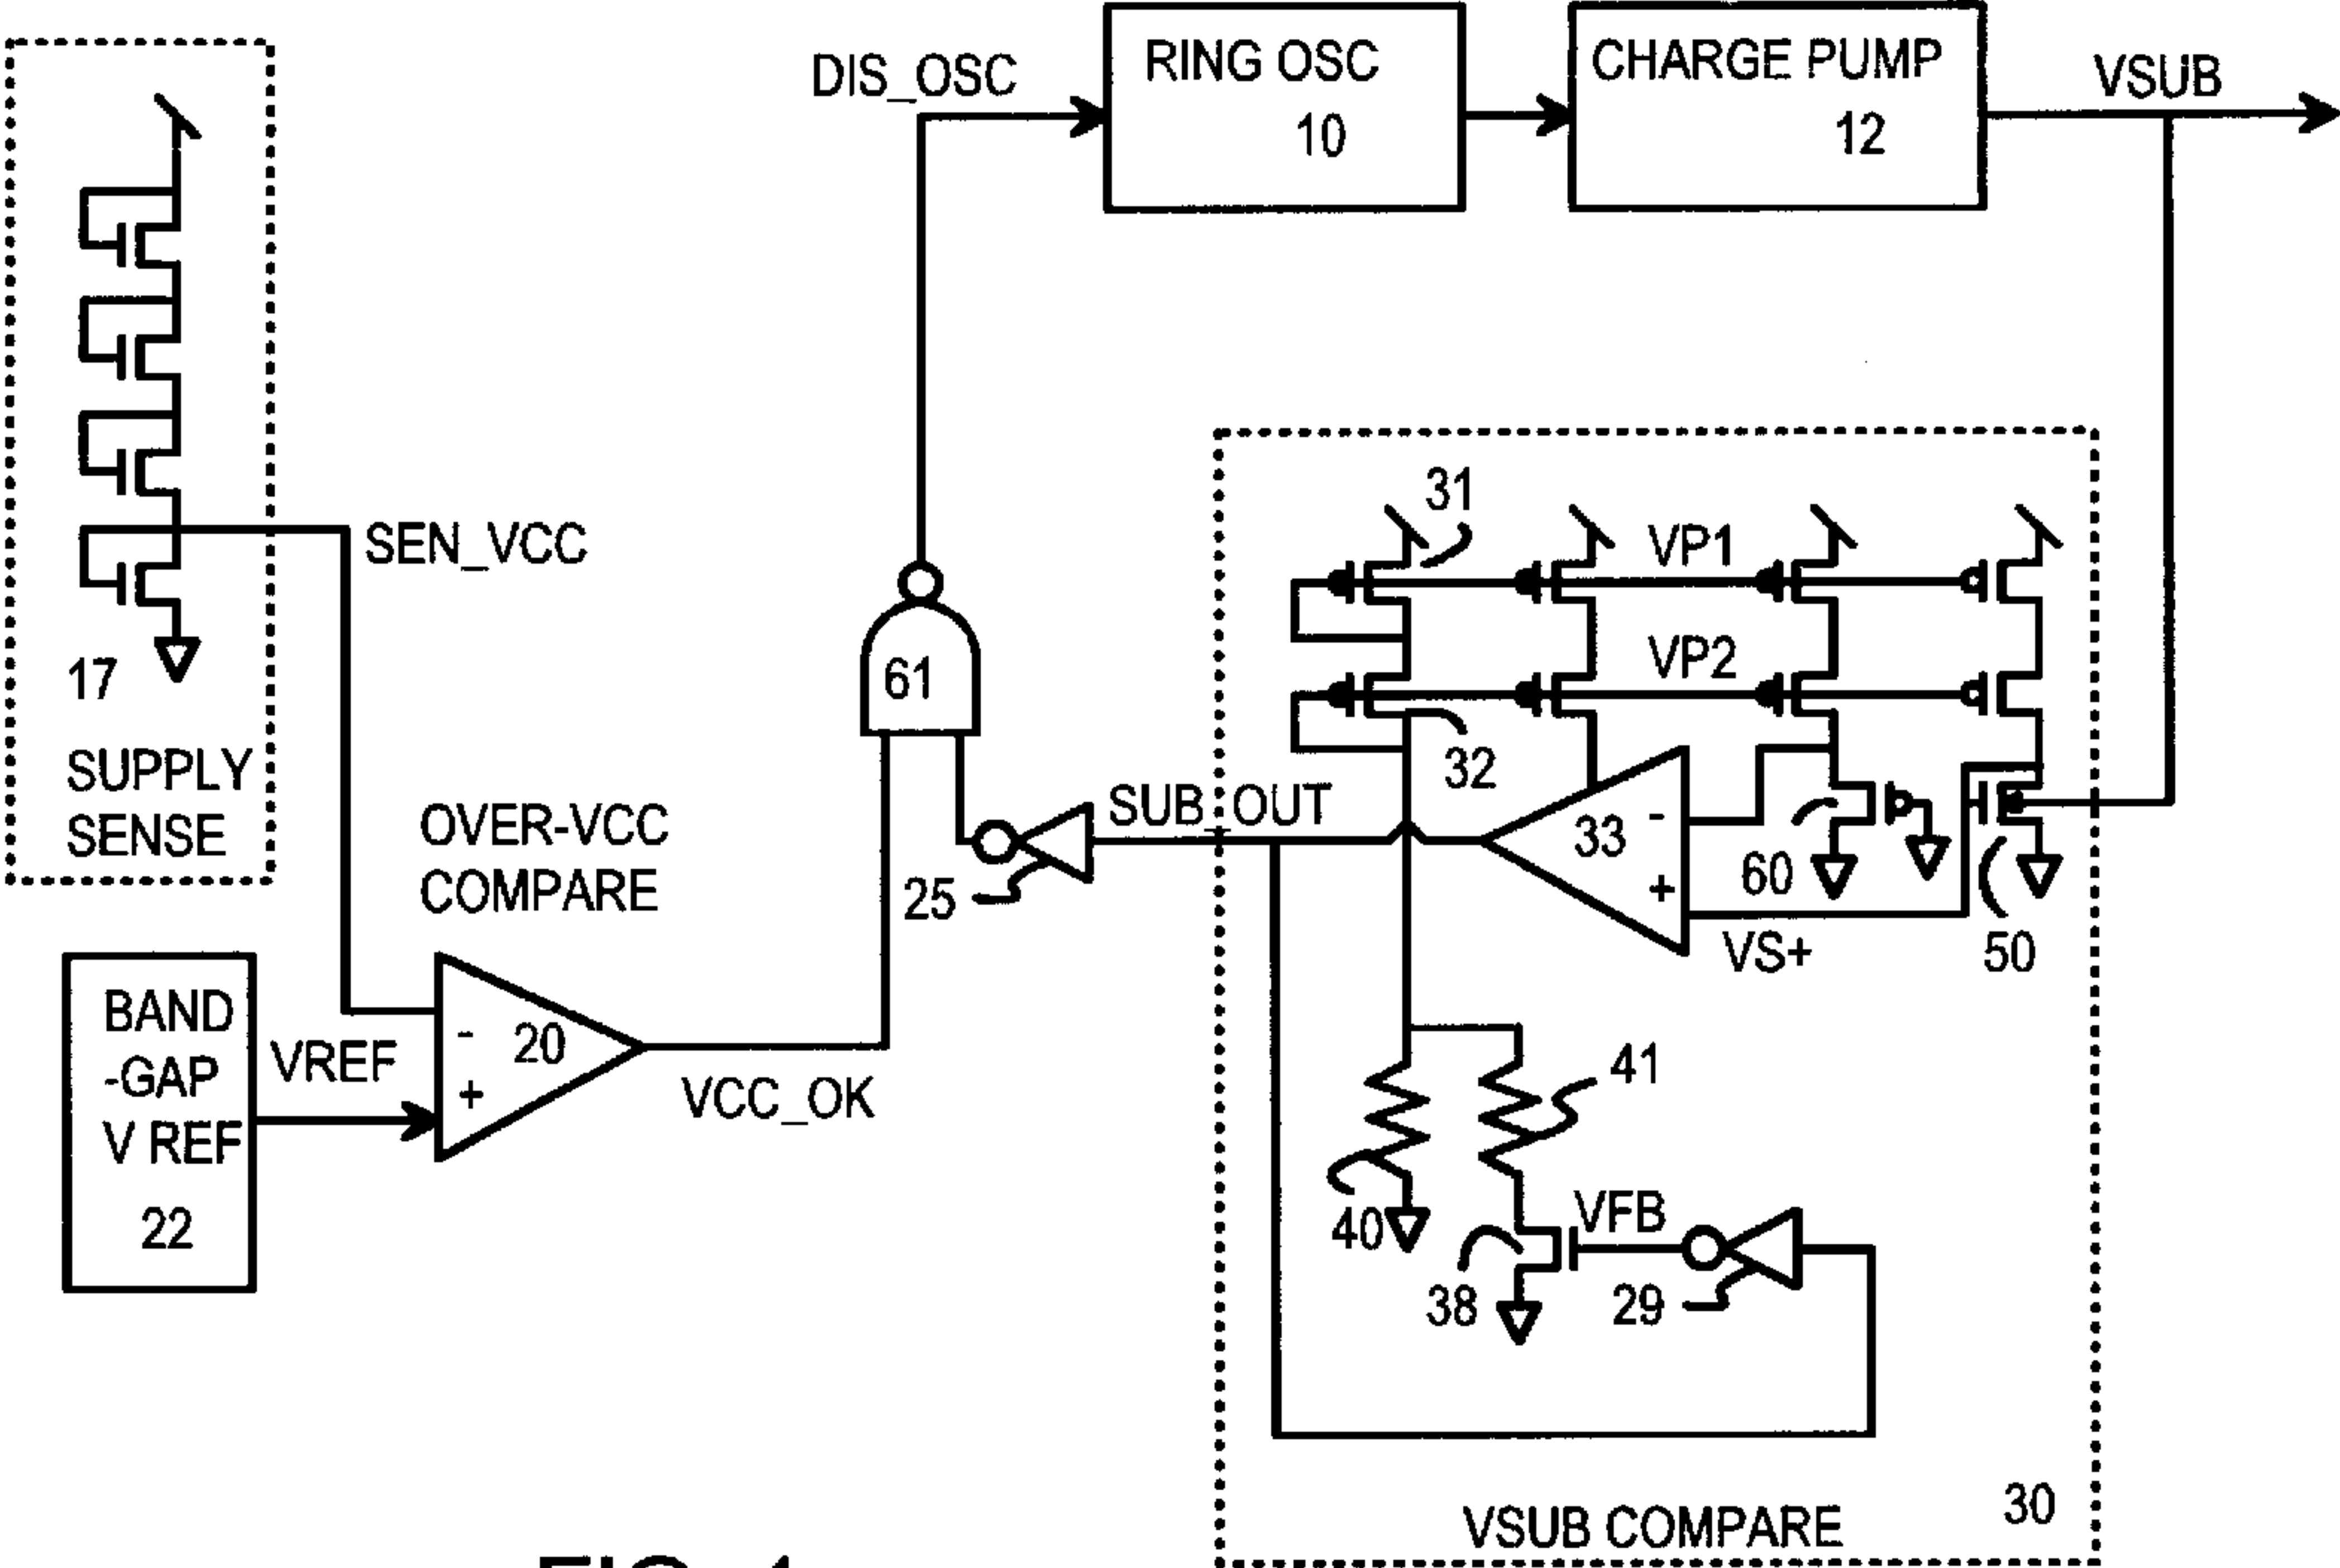 DIS_OSC
RING OSC
10
CHARGE PUMP
12
VSUB
SEN_VCC
17
SUPPLY
SENSE
61
OVER-VCC
COMPARE
25
SUB_OUT
31
VP1
VP2
32
33
-
+
60
VS+
50
BAND
-GAP
V REF
22
VREF
-
+
20
VCC_OK
41
40
VFB
38
29
VSUB COMPARE
30